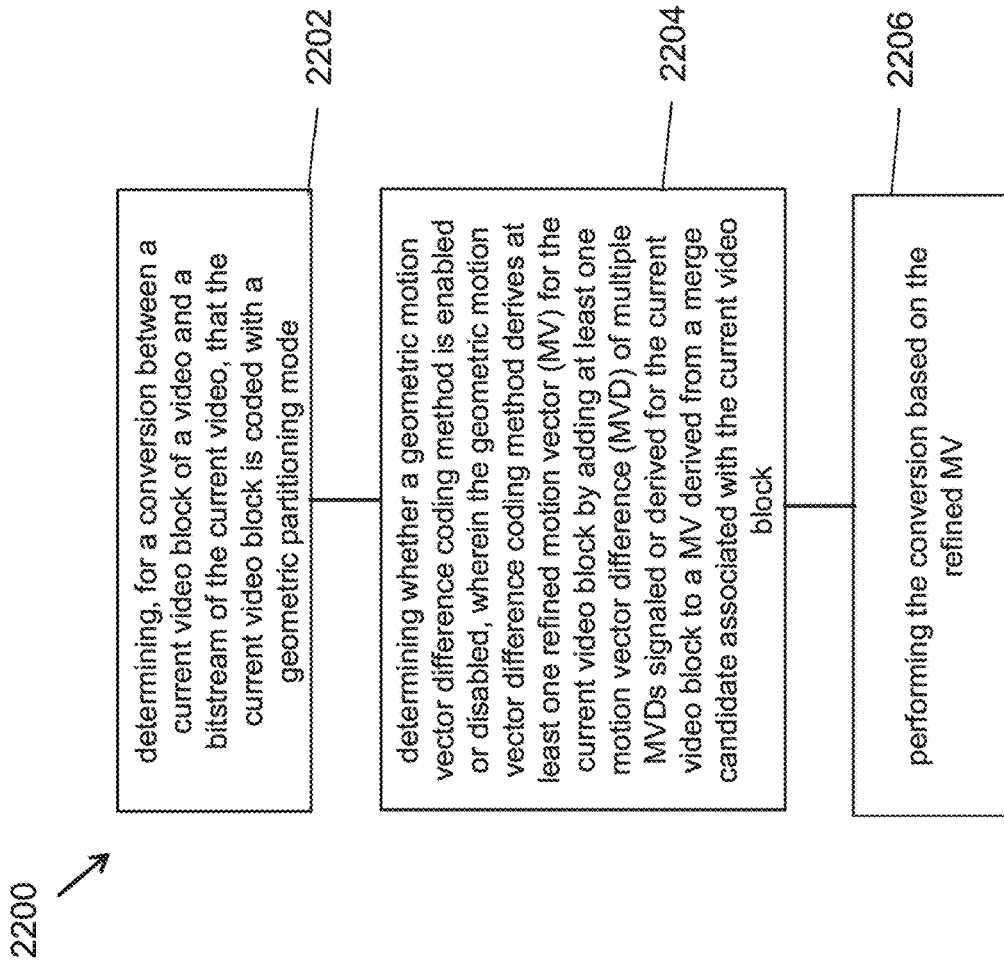 2200
determining, for a conversion between a
current video block of a video and a
bitstream of the current video, that the
current video block is coded with a
geometric partitioning mode
2202
determining whether a geometric motion
vector difference coding method is enabled
or disabled, wherein the geometric motion
vector difference coding method derives at
least one refined motion vector (MV) for the
current video block by adding at least one
motion vector difference (MVD) of multiple
MVDs signaled or derived for the current
video block to a MV derived from a merge
candidate associated with the current video
block
2204
performing the conversion based on the
refined MV
2206